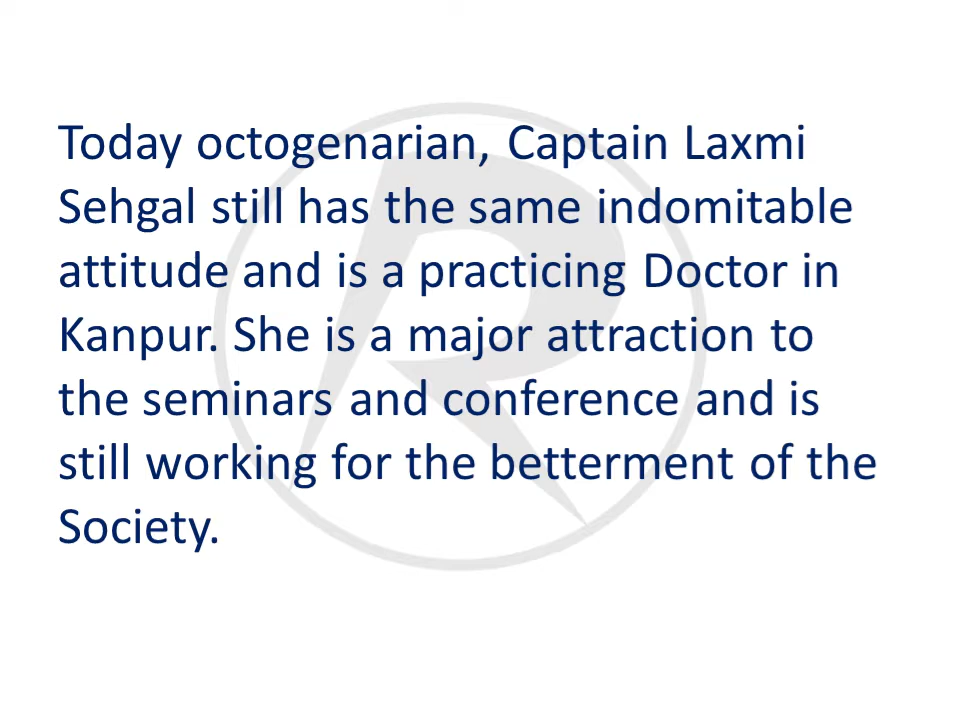 Today octogenarian, Captain Laxmi
Sehgal still has the same indomitable
attitude and is a practicing Doctor in
Kanpur. She is a major attraction to
the seminars and conference and is
still working for the betterment of the
Society.